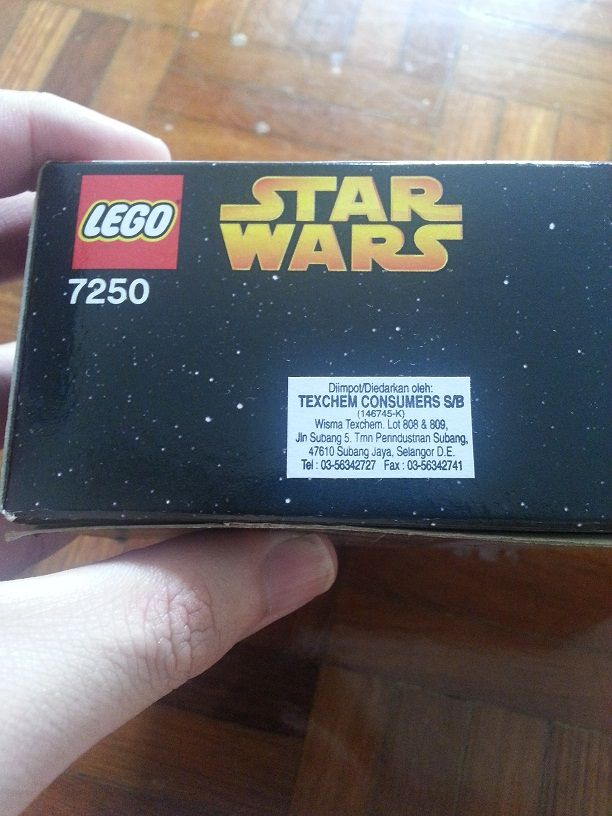 LEGO
STAR
WARS
7250
Diimpot/Diedarkan oleh:
TEXCHEM CONSUMERS S/B
(146745-K)
Wisma Texchem. Lot 808 & 809,
Jln Subang 5. Tmn Perindustrian Subang,
47610 Subang Jaya, Selangor D.E.
Tel : 03-56342727 Fax : 03-56342741